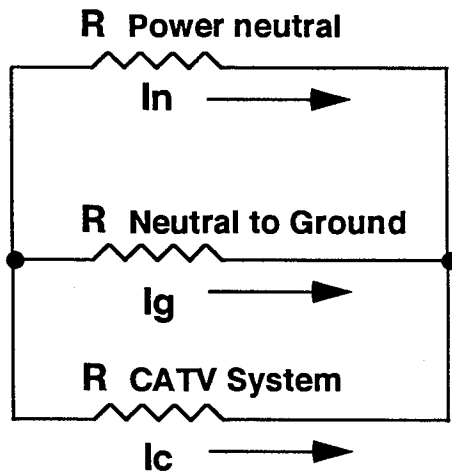 R Power neutral
In
R Neutral to Ground
Ig
R CATV System
Ic